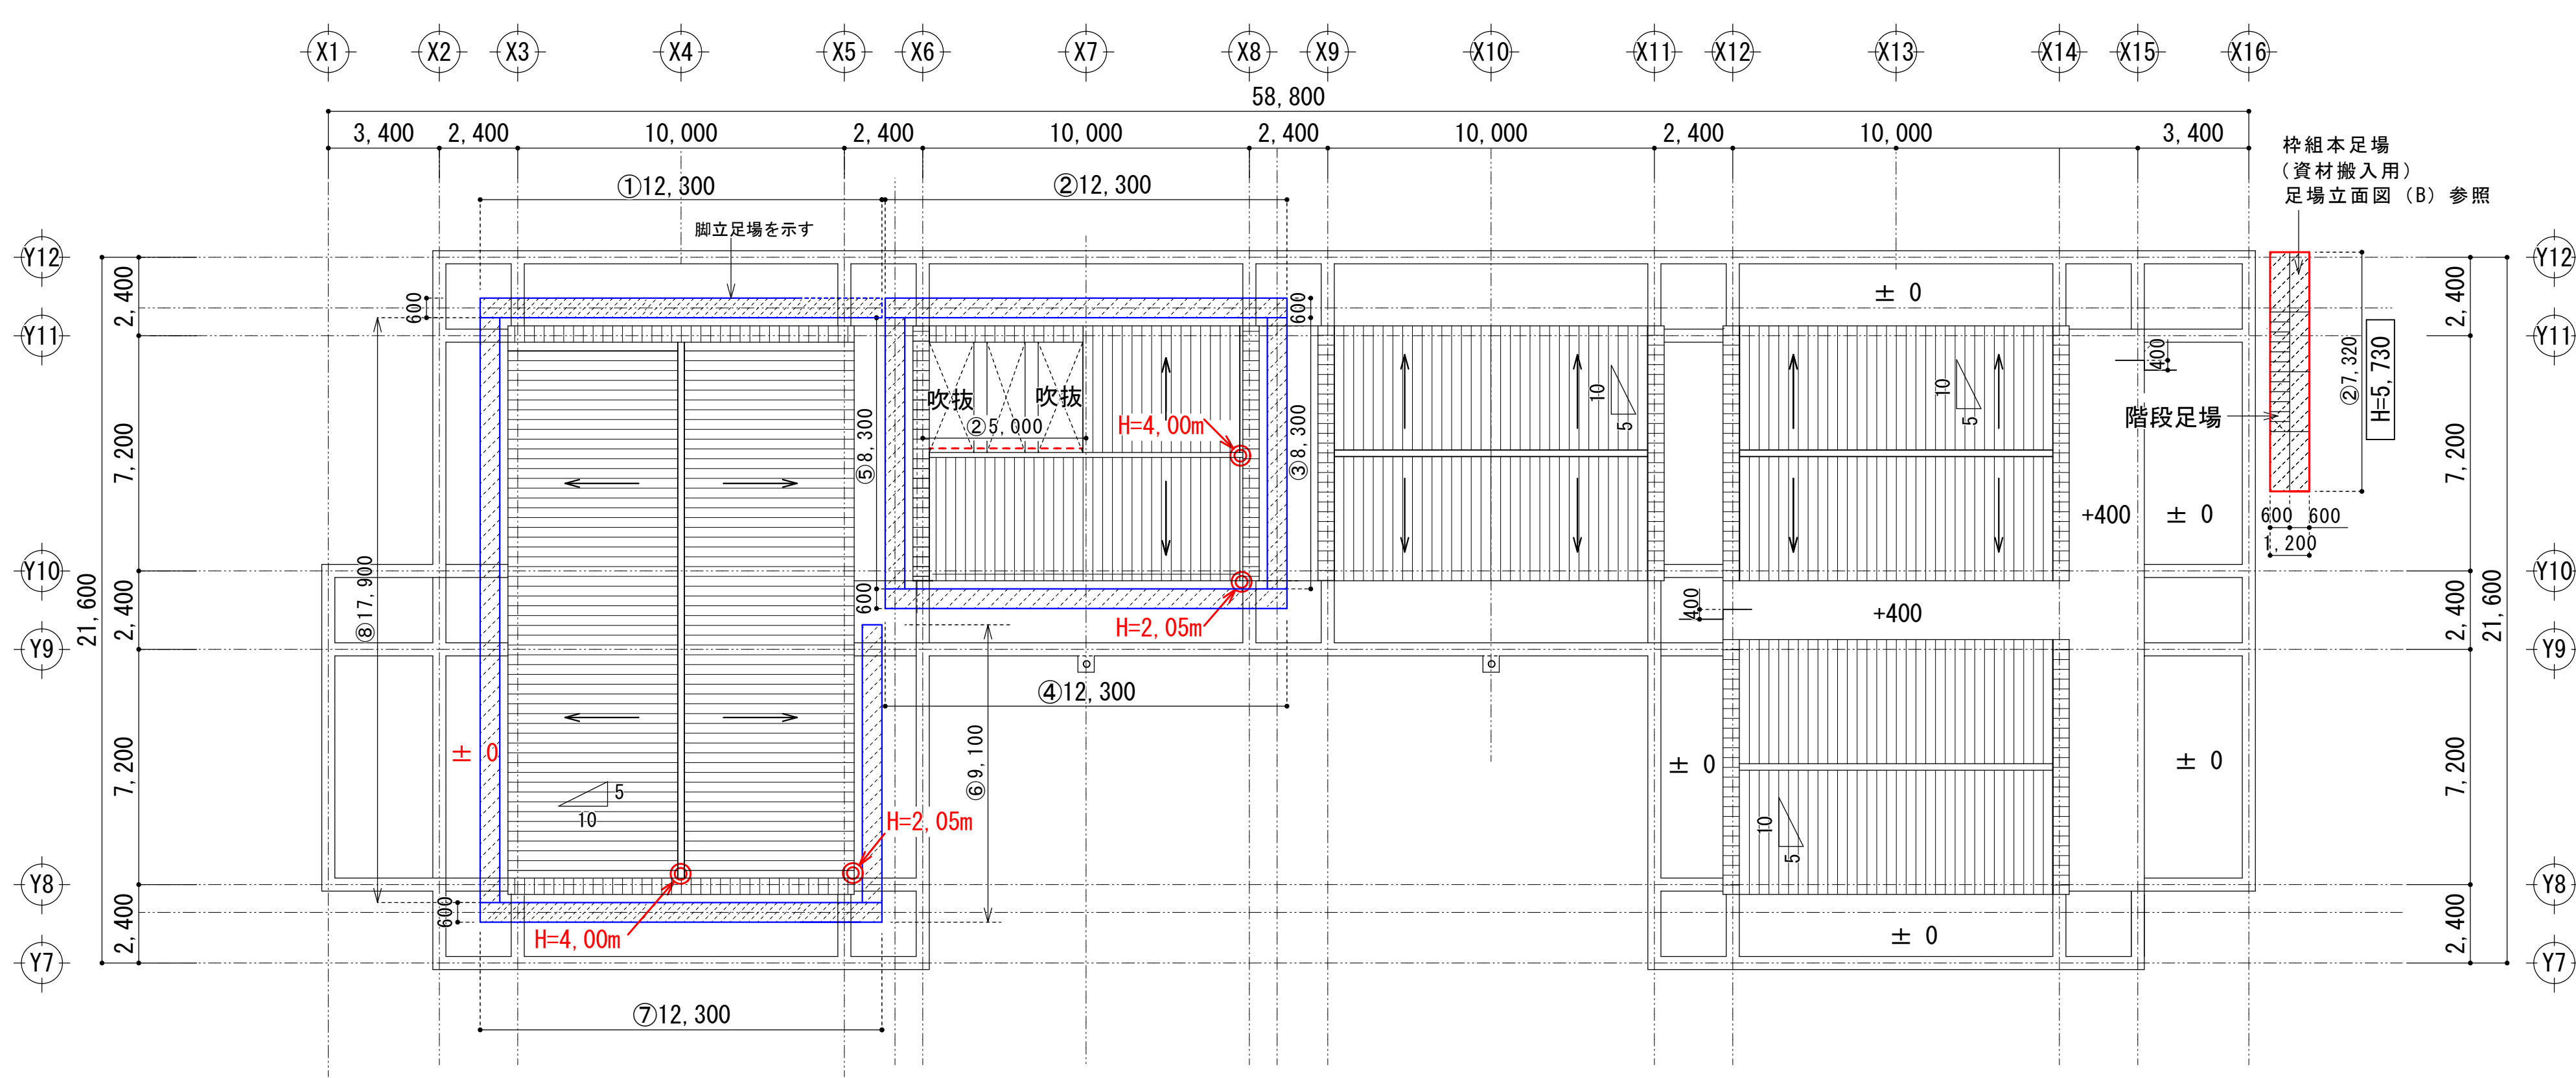 X1 X2 X3 X4 X5 X6 X7 X8 X9 X10 X11 X12 X13 X14 X15 X16
58,800
3,400 2,400 10,000 2,400 10,000 2,400 10,000 2,400 10,000 3,400
枠組本足場
（資材搬入用）
足場立面図（B）参照
①12,300
②12,300
脚立足場を示す
Y12
Y12
2,400
600
600
± 0
2,400
Y11
Y11
400
②7,320
H=5,730
10
5
10
5
吹抜
吹抜
②5,000
H=4,00m
階段足場
⑤8,300
③8,300
7,200
7,200
+400
± 0
600
600
1,200
Y10
Y10
21,600
21,600
2,400
⑧17,900
600
400
+400
2,400
H=2,05m
Y9
Y9
④12,300
± 0
⑥9,100
± 0
± 0
7,200
7,200
5
10
10
5
H=2,05m
Y8
Y8
600
2,400
H=4,00m
± 0
2,400
Y7
Y7
⑦12,300